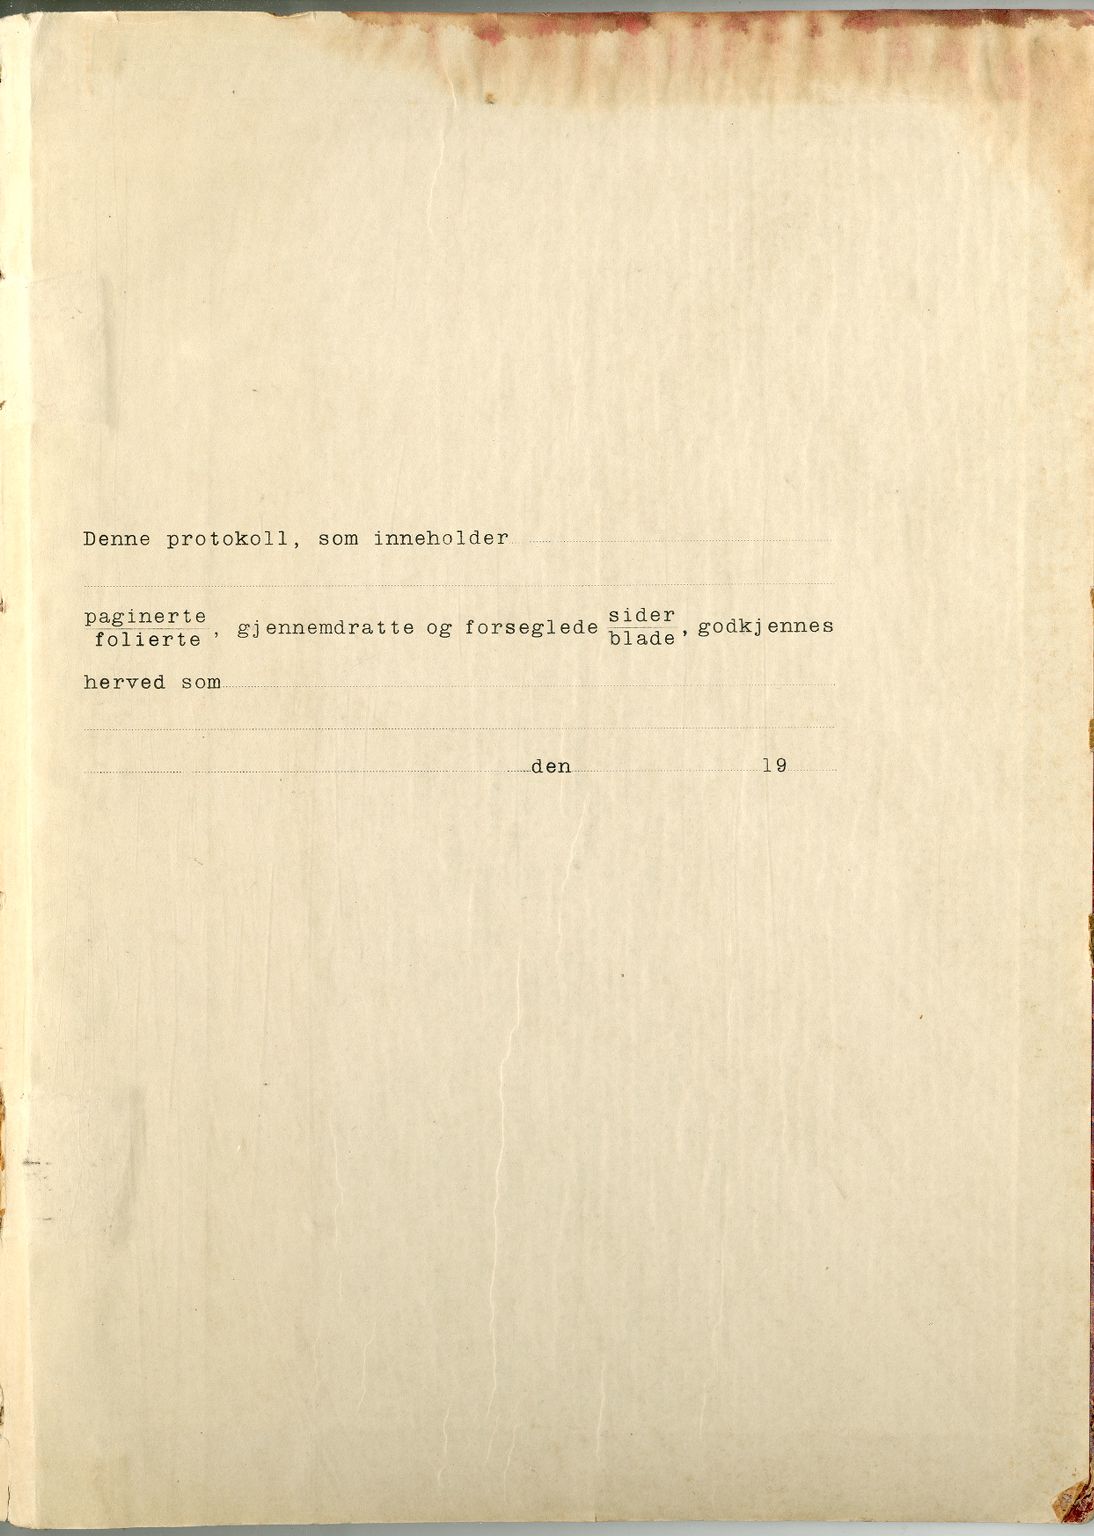 Denne protokoll, som inneholder
paginerte
folierte, gjennemdratte og forseglede sider
blade, godkjennes
herved som
den 19